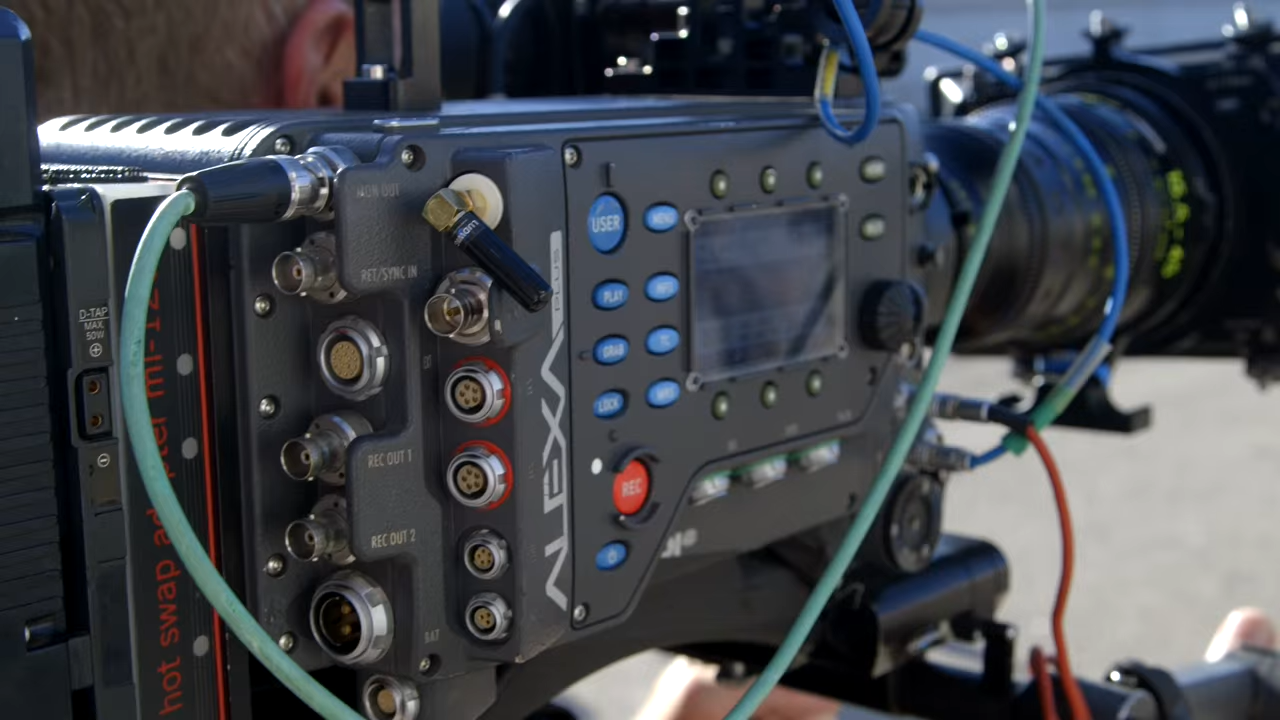 MON OUT
RET/SYNC IN
REC OUT 1
REC OUT 2
BAT
D-TAP
MAX.
50W
hot swap ad
ALEXA
PLUS
USER
MENU
PLAY
INFO
GRAB
TC
LOCK
REC